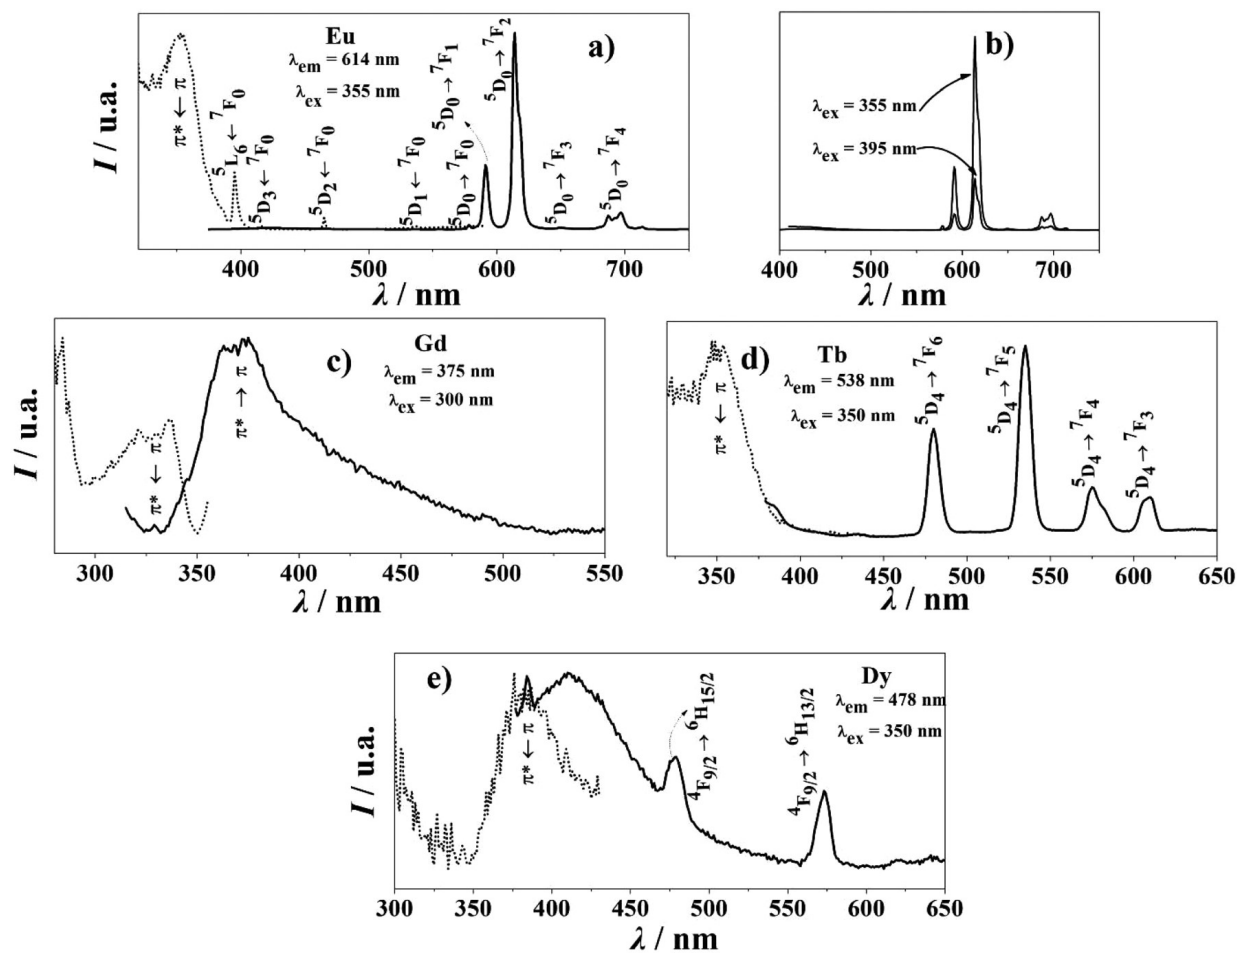 a)
Eu
λem = 614 nm
λex = 355 nm
I / u.a.
π* ← π
⁵L₆ ← ⁷F₀
⁵D₃ ← ⁷F₀
⁵D₂ ← ⁷F₀
⁵D₁ ← ⁷F₀
⁵D₀ → ⁷F₀
⁵D₀ → ⁷F₁
⁵D₀ → ⁷F₂
⁵D₀ → ⁷F₃
⁵D₀ → ⁷F₄
400 500 600 700
λ / nm
b)
λex = 355 nm
λex = 395 nm
400 500 600 700
λ / nm
c)
Gd
λem = 375 nm
λex = 300 nm
I / u.a.
π* ← π
π* → π
300 350 400 450 500 550
λ / nm
d)
Tb
λem = 538 nm
λex = 350 nm
π* ← π
⁵D₄ → ⁷F₆
⁵D₄ → ⁷F₅
⁵D₄ → ⁷F₄
⁵D₄ → ⁷F₃
350 400 450 500 550 600 650
λ / nm
e)
Dy
λem = 478 nm
λex = 350 nm
I / u.a.
π* ← π
⁴F9/2 → ⁶H15/2
⁴F9/2 → ⁶H13/2
300 350 400 450 500 550 600 650
λ / nm